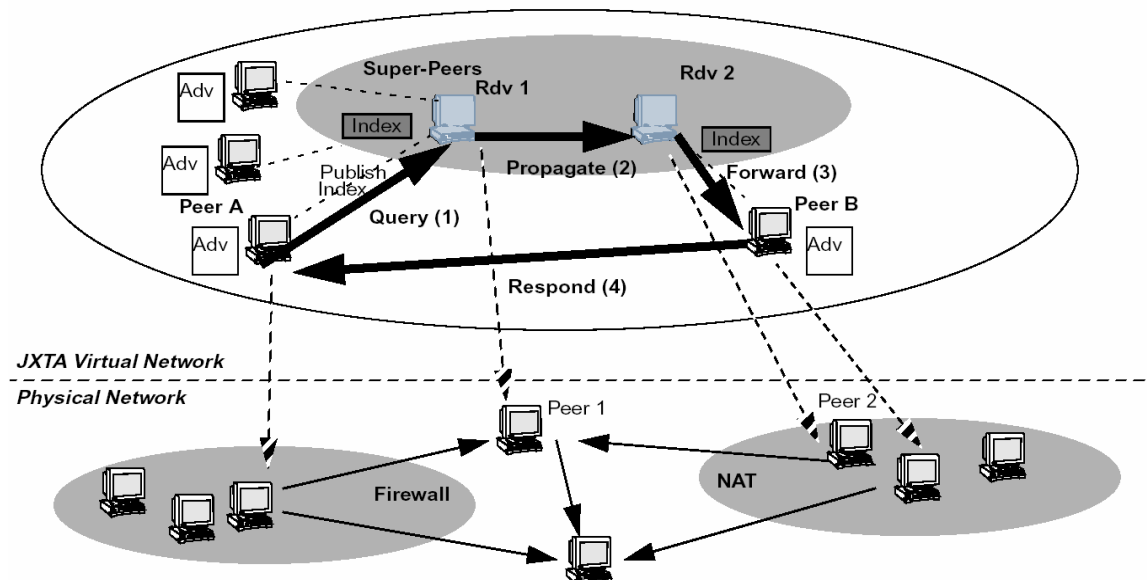 Super-Peers
Rdv 1
Rdv 2
Adv
Index
Index
Adv
Publish
Index
Propagate (2)
Forward (3)
Peer A
Query (1)
Peer B
Adv
Adv
Respond (4)
JXTA Virtual Network
Physical Network
Peer 1
Peer 2
Firewall
NAT